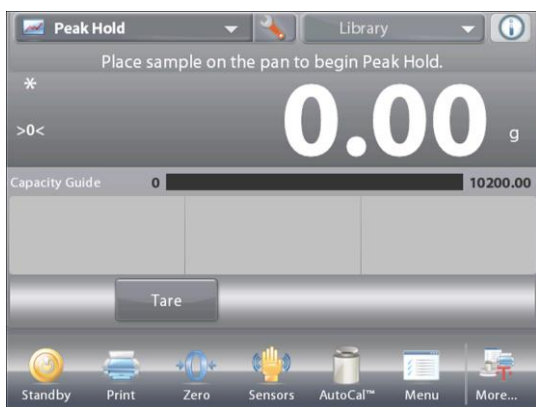 Peak Hold
Library
Place sample on the pan to begin Peak Hold.
*
>0<
0.00 g
Capacity Guide 0 10200.00
Tare
Standby Print Zero Sensors AutoCal™ Menu More...